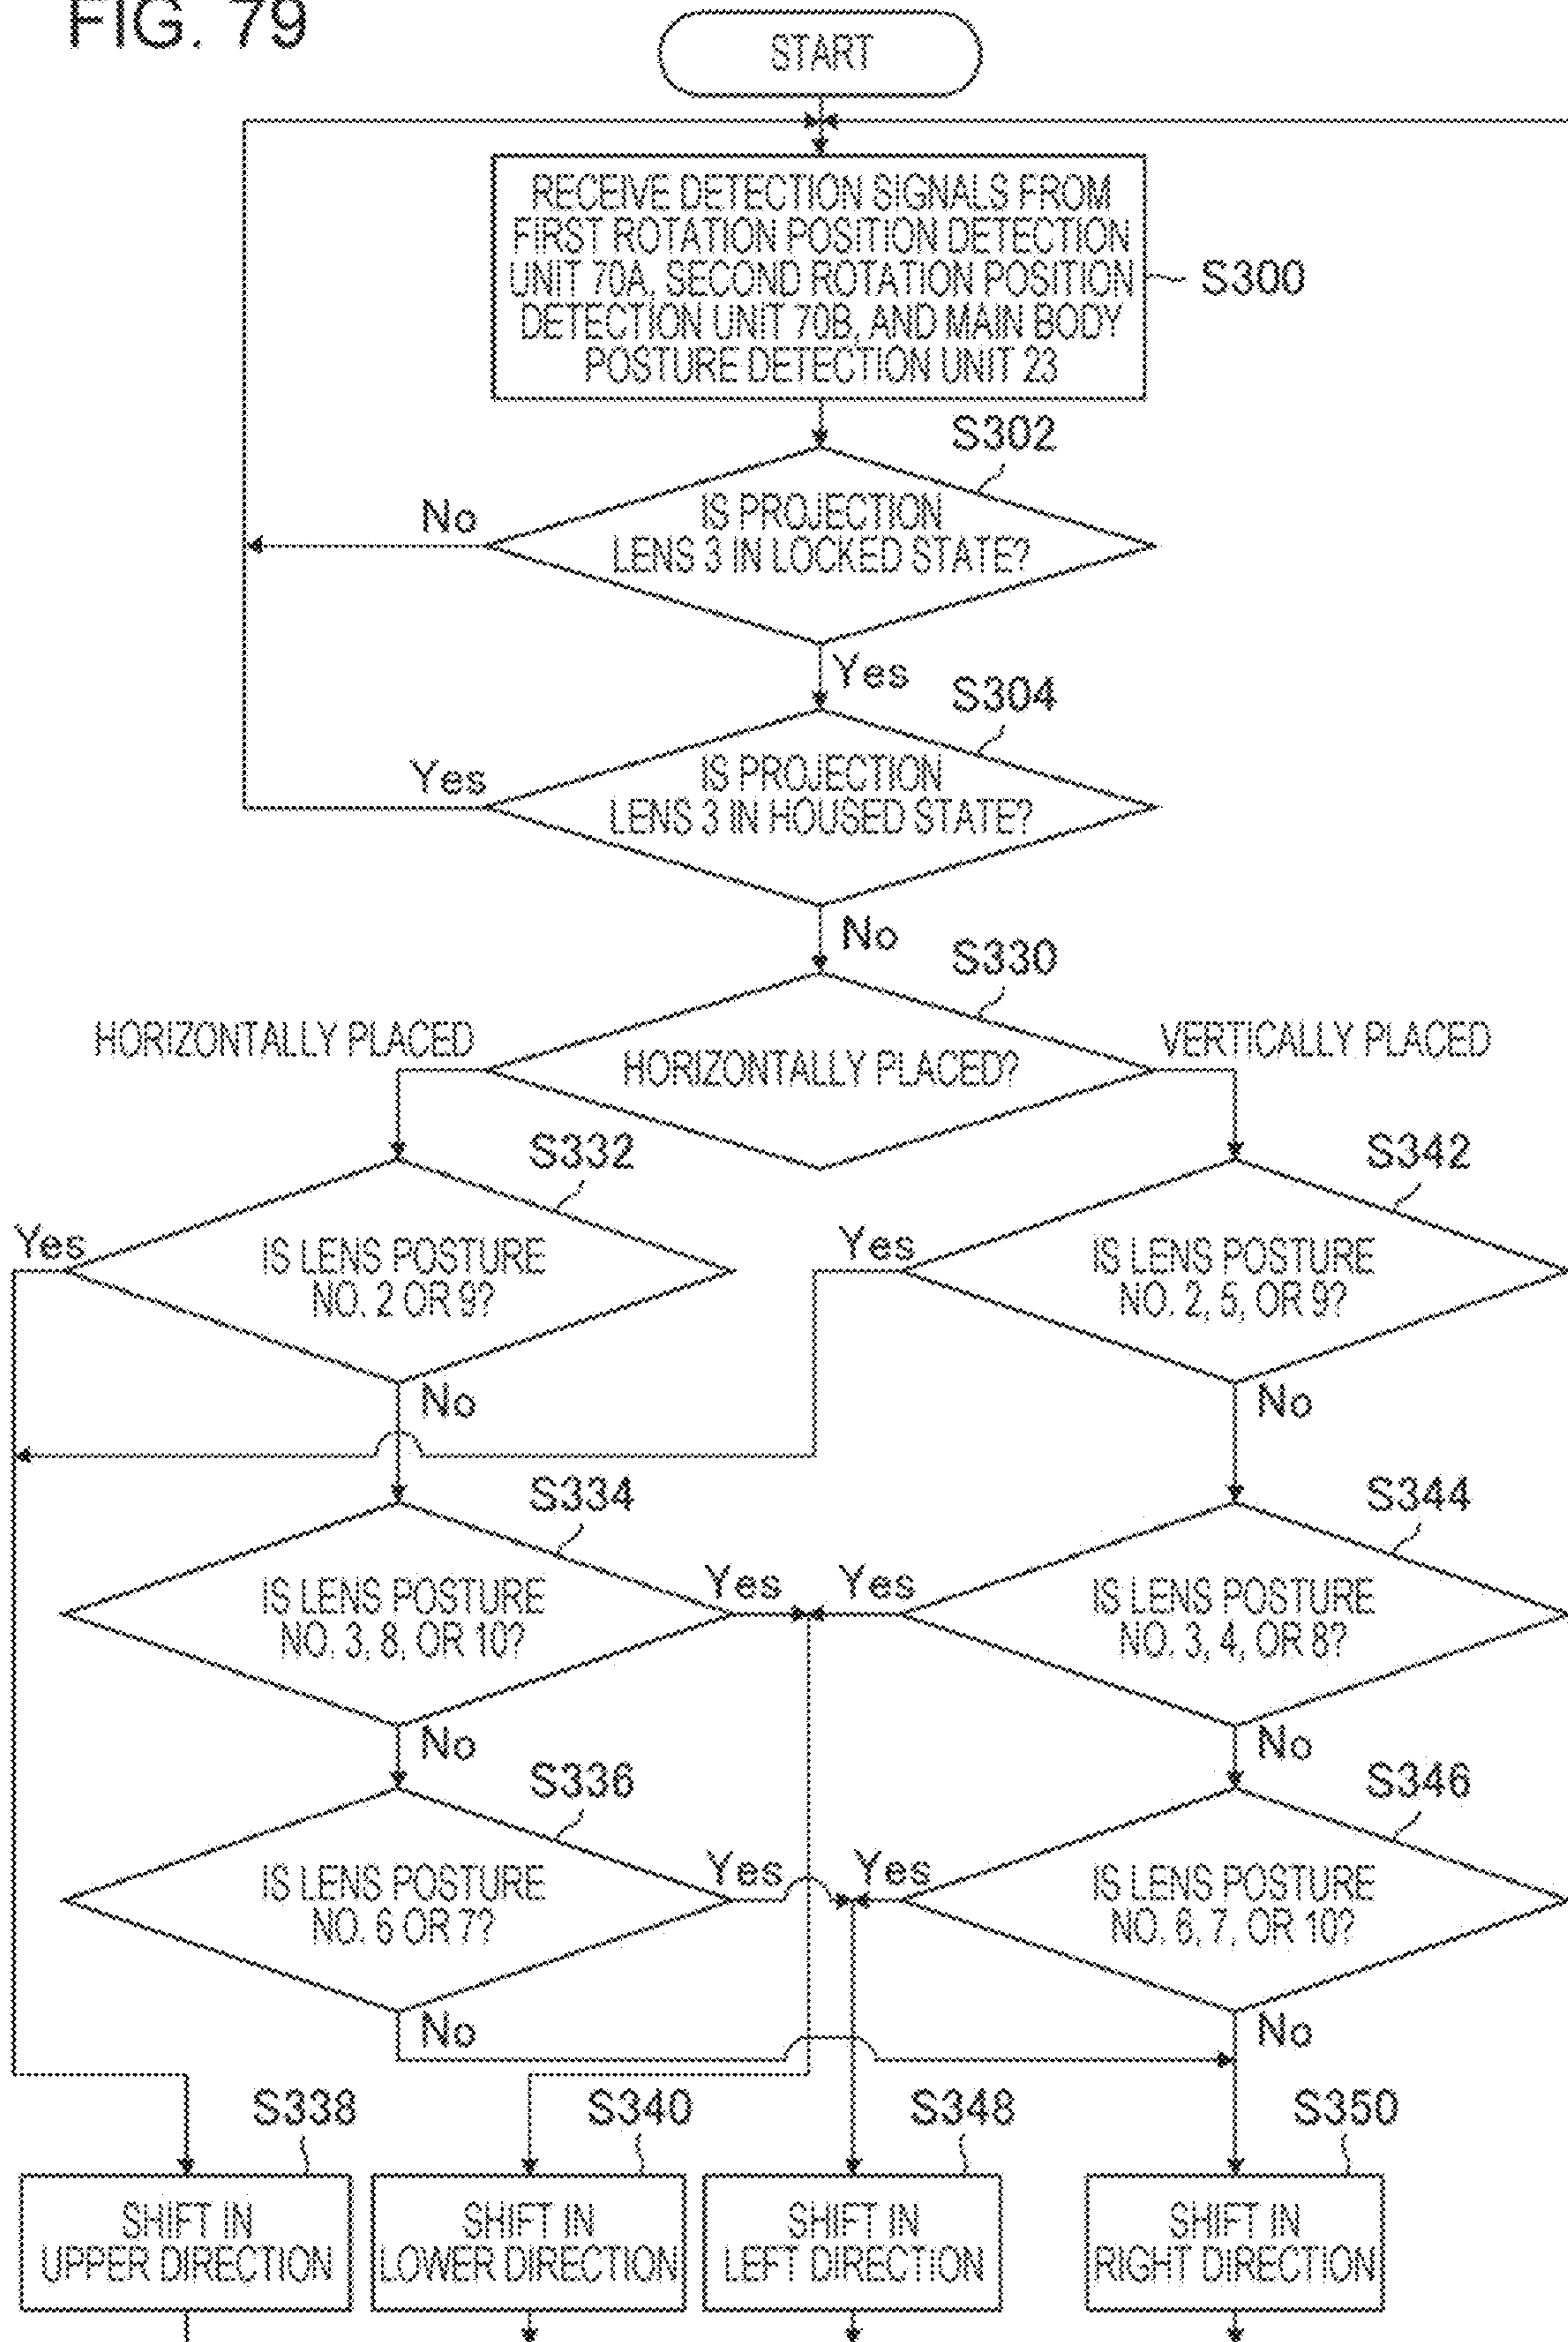 FIG. 79
START
RECEIVE DETECTION SIGNALS FROM
FIRST ROTATION POSITION DETECTION
UNIT 70A, SECOND ROTATION POSITION
DETECTION UNIT 70B, AND MAIN BODY
POSTURE DETECTION UNIT 23
S300
S302
No
IS PROJECTION
LENS 3 IN LOCKED STATE?
Yes
S304
Yes
IS PROJECTION
LENS 3 IN HOUSED STATE?
No
S330
HORIZONTALLY PLACED
HORIZONTALLY PLACED?
VERTICALLY PLACED
S332
S342
Yes
IS LENS POSTURE
NO. 2 OR 9?
Yes
IS LENS POSTURE
NO. 2, 5, OR 9?
No
No
S334
S344
IS LENS POSTURE
NO. 3, 8, OR 10?
Yes
Yes
IS LENS POSTURE
NO. 3, 4, OR 8?
No
No
S336
S346
IS LENS POSTURE
NO. 6 OR 7?
Yes
Yes
IS LENS POSTURE
NO. 6, 7, OR 10?
No
No
S338
S340
S348
S350
SHIFT IN
UPPER DIRECTION
SHIFT IN
LOWER DIRECTION
SHIFT IN
LEFT DIRECTION
SHIFT IN
RIGHT DIRECTION